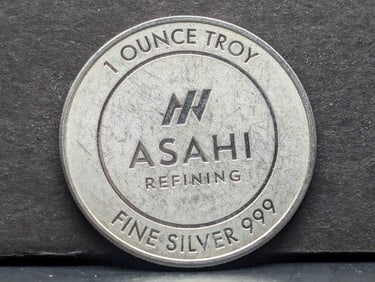 1 OUNCE TROY
ASAHI
REFINING
FINE SILVER 999